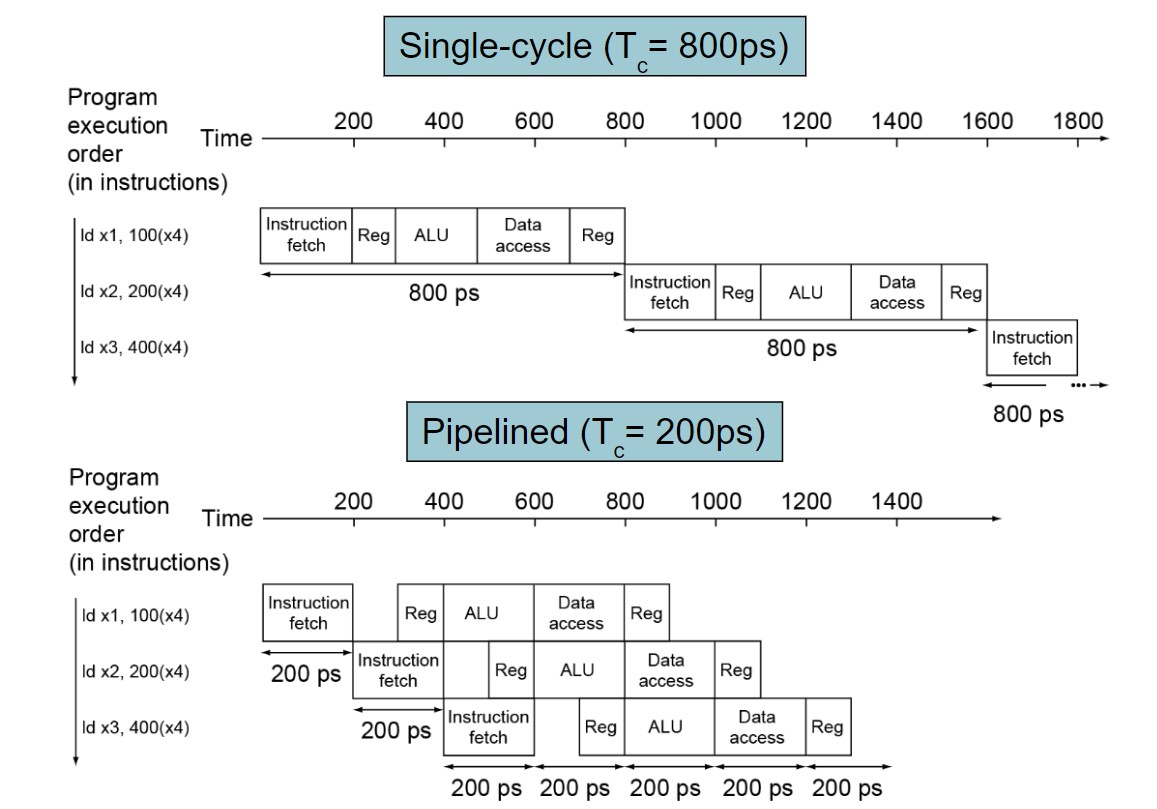 Single-cycle (Tc= 800ps)
Program
execution
order
(in instructions)
Time
200 400 600 800 1000 1200 1400 1600 1800
ld x1, 100(x4)
Instruction
fetch
Reg
ALU
Data
access
Reg
800 ps
ld x2, 200(x4)
Instruction
fetch
Reg
ALU
Data
access
Reg
800 ps
ld x3, 400(x4)
Instruction
fetch
...
800 ps
Pipelined (Tc= 200ps)
Program
execution
order
(in instructions)
Time
200 400 600 800 1000 1200 1400
ld x1, 100(x4)
Instruction
fetch
Reg
ALU
Data
access
Reg
200 ps
ld x2, 200(x4)
Instruction
fetch
Reg
ALU
Data
access
Reg
200 ps
ld x3, 400(x4)
Instruction
fetch
Reg
ALU
Data
access
Reg
200 ps 200 ps 200 ps 200 ps 200 ps